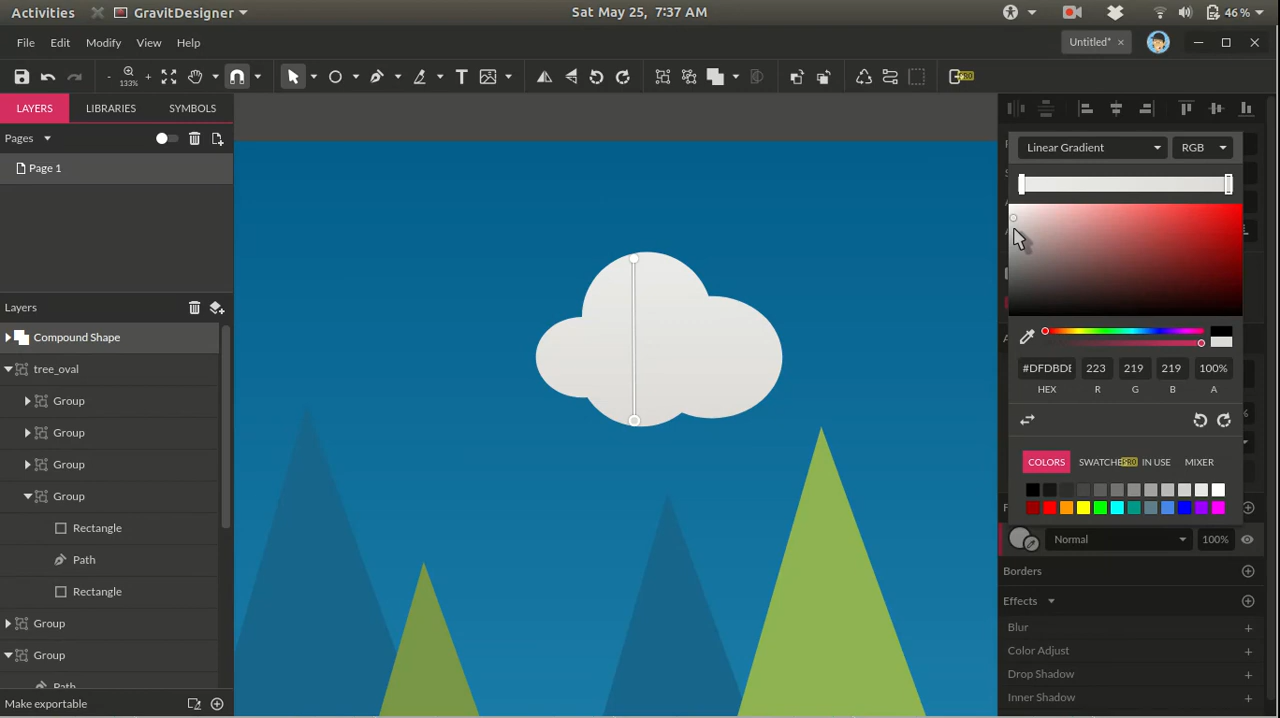 Activities GravitDesigner Sat May 25, 7:37 AM 46 %
File Edit Modify View Help Untitled*
133%
LAYERS LIBRARIES SYMBOLS
Pages
Page 1
Layers
Compound Shape
tree_oval
Group
Group
Group
Group
Rectangle
Path
Rectangle
Group
Group
Path
Make exportable
Linear Gradient RGB
#DFDBDB 223 219 219 100%
HEX R G B A
COLORS SWATCHES PRO IN USE MIXER
Normal 100%
Borders
Effects
Blur
Color Adjust
Drop Shadow
Inner Shadow